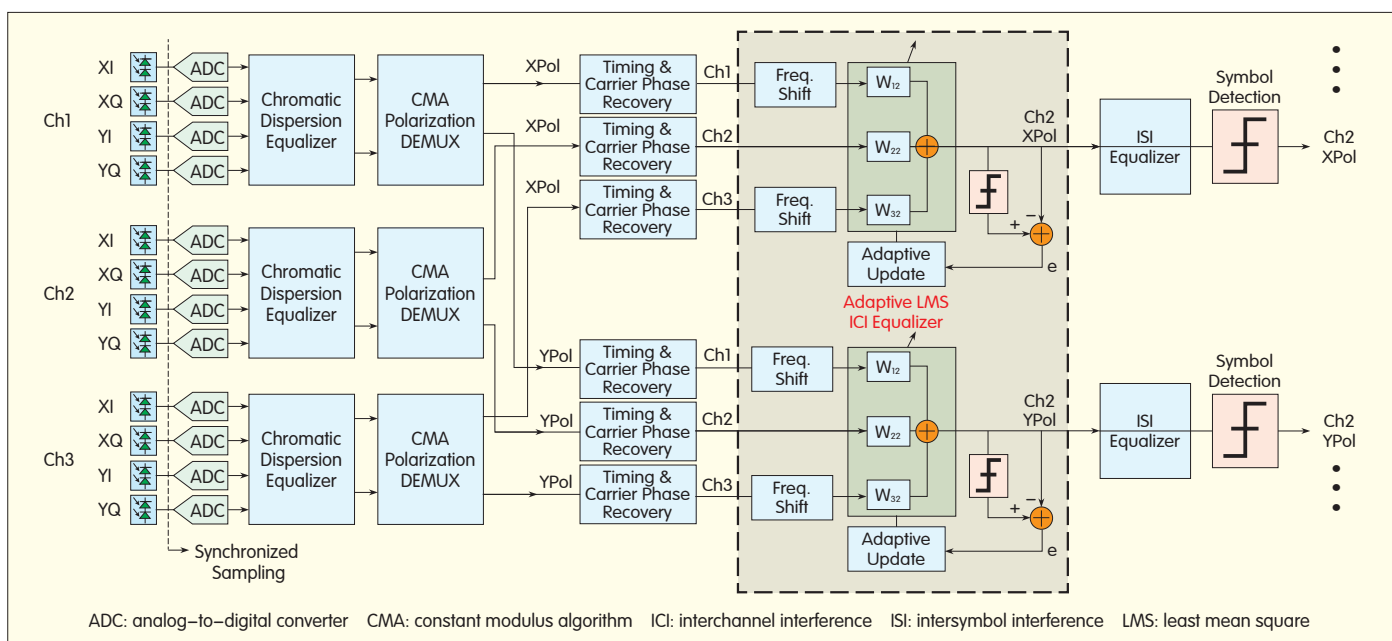 Ch1
XI
XQ
YI
YQ
ADC
ADC
ADC
ADC
Chromatic
Dispersion
Equalizer
CMA
Polarization
DEMUX
Ch2
XI
XQ
YI
YQ
ADC
ADC
ADC
ADC
Chromatic
Dispersion
Equalizer
CMA
Polarization
DEMUX
Ch3
XI
XQ
YI
YQ
ADC
ADC
ADC
ADC
Chromatic
Dispersion
Equalizer
CMA
Polarization
DEMUX
Synchronized
Sampling
XPol
Timing &
Carrier Phase
Recovery
Ch1
Freq.
Shift
W12
XPol
Timing &
Carrier Phase
Recovery
Ch2
W22
XPol
Timing &
Carrier Phase
Recovery
Ch3
Freq.
Shift
W32
Adaptive
Update
+
Ch2
XPol
−
+
+
e
ISI
Equalizer
Symbol
Detection
Ch2
XPol
Adaptive LMS
ICI Equalizer
YPol
Timing &
Carrier Phase
Recovery
Ch1
Freq.
Shift
W12
YPol
Timing &
Carrier Phase
Recovery
Ch2
W22
YPol
Timing &
Carrier Phase
Recovery
Ch3
Freq.
Shift
W32
Adaptive
Update
+
Ch2
YPol
−
+
+
e
ISI
Equalizer
Symbol
Detection
Ch2
YPol
ADC: analog-to-digital converter CMA: constant modulus algorithm ICI: interchannel interference ISI: intersymbol interference LMS: least mean square